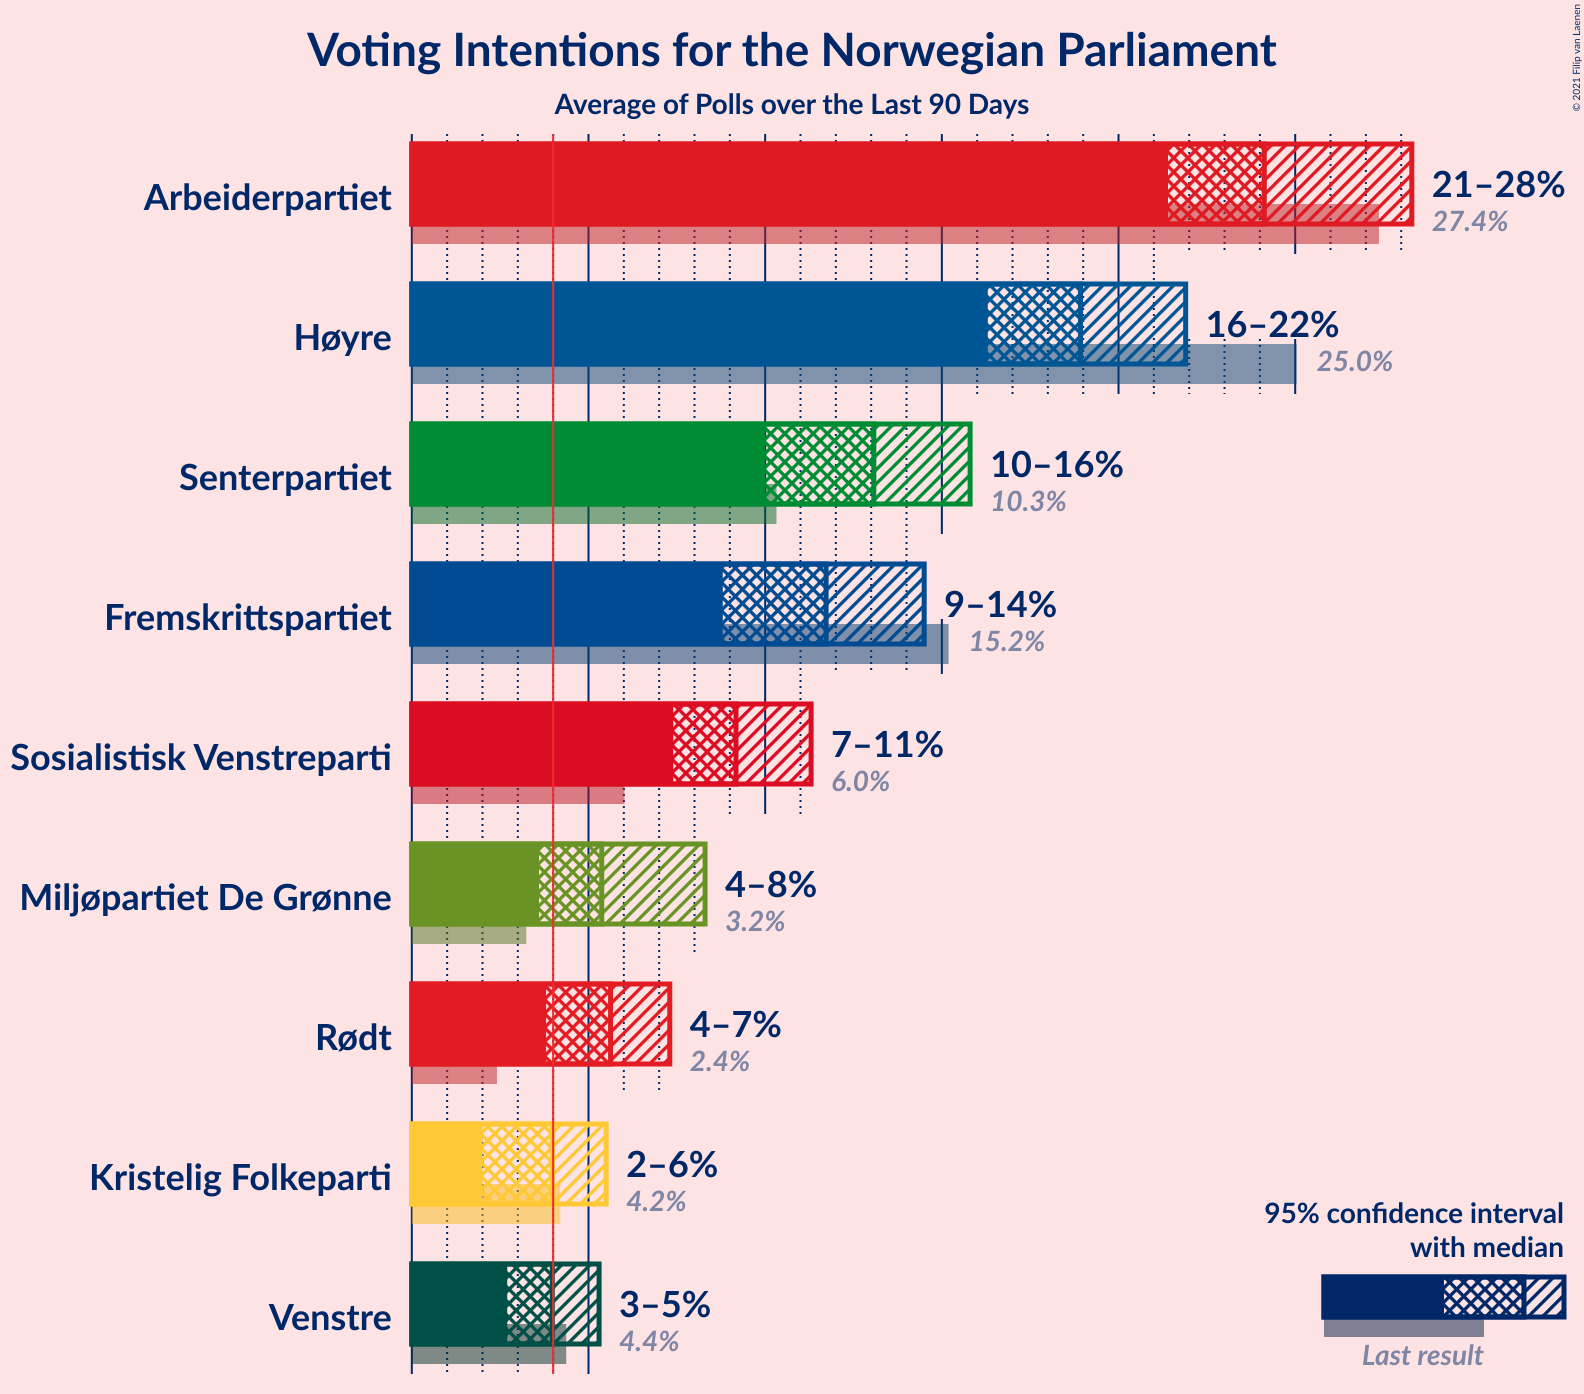 © 2021 Filip van Laenen
Voting Intentions for the Norwegian Parliament
Average of Polls over the Last 90 Days
Arbeiderpartiet
21–28%
27.4%
Høyre
16–22%
25.0%
Senterpartiet
10–16%
10.3%
Fremskrittspartiet
9–14%
15.2%
Sosialistisk Venstreparti
7–11%
6.0%
Miljøpartiet De Grønne
4–8%
3.2%
Rødt
4–7%
2.4%
Kristelig Folkeparti
2–6%
4.2%
Venstre
3–5%
4.4%
95% confidence interval
with median
Last result